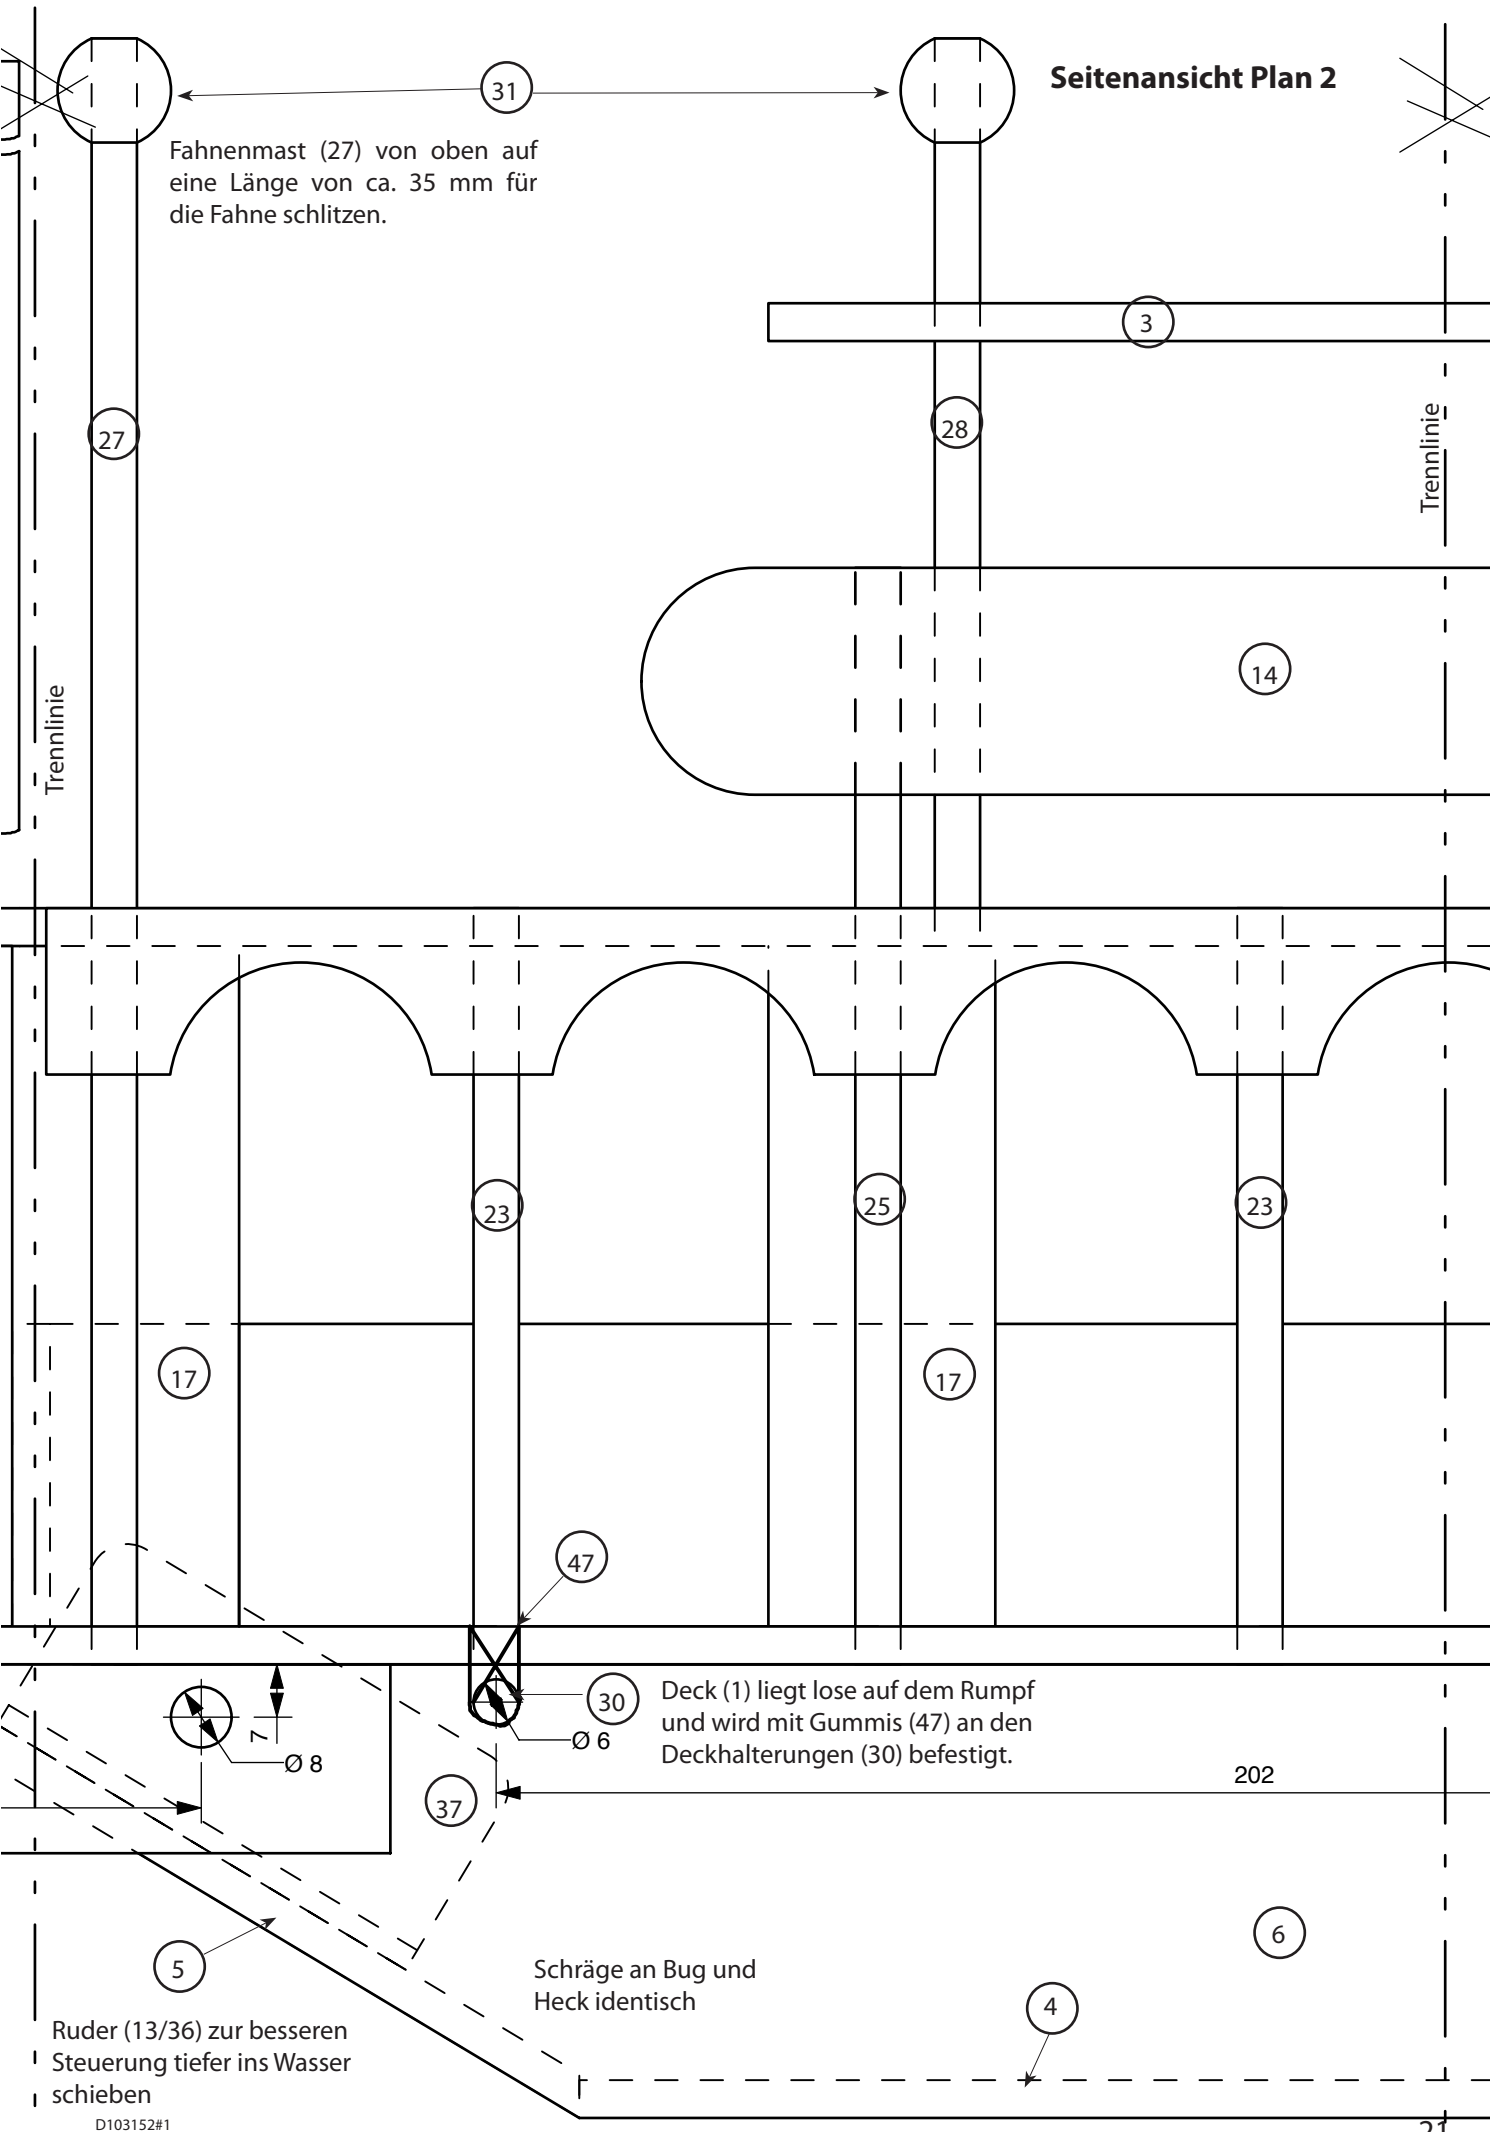 Seitenansicht Plan 2
31
Fahnenmast (27) von oben auf
eine Länge von ca. 35 mm für
die Fahne schlitzen.
3
27
28
Trennlinie
14
Trennlinie
23
25
23
17
17
47
30
Deck (1) liegt lose auf dem Rumpf
und wird mit Gummis (47) an den
Deckhalterungen (30) befestigt.
7
Ø 8
Ø 6
202
37
6
5
Schräge an Bug und
Heck identisch
4
Ruder (13/36) zur besseren
Steuerung tiefer ins Wasser
schieben
D103152#1
21